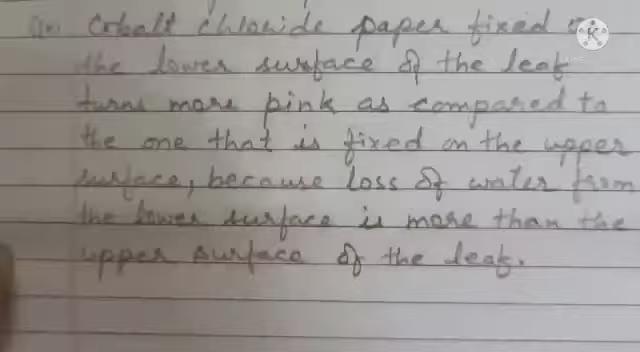 Cobalt chloride paper fixed
the lower surface of the leaf
turns more pink as compared to
the one that is fixed on the upper
surface, because loss of water from
the lower surface is more than the
upper surface of the leaf.